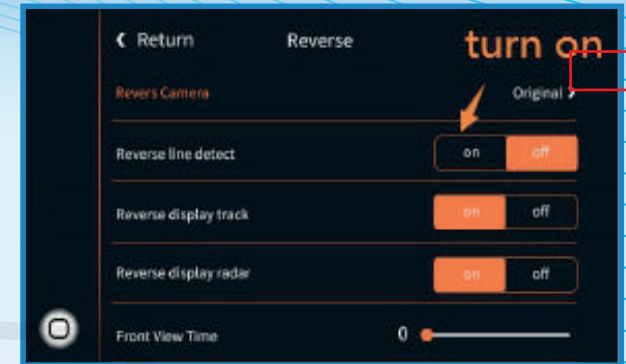 Return Reverse turn on
Revers Camera Original
Reverse line detect on off
Reverse display track on off
Reverse display radar on off
Front View Time 0